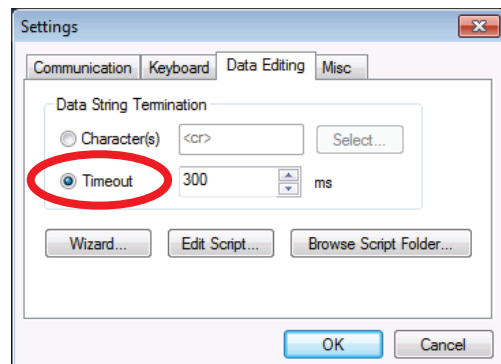 Settings
Communication Keyboard Data Editing Misc
Data String Termination
Character(s) <cr> Select...
Timeout 300 ms
Wizard... Edit Script... Browse Script Folder...
OK Cancel